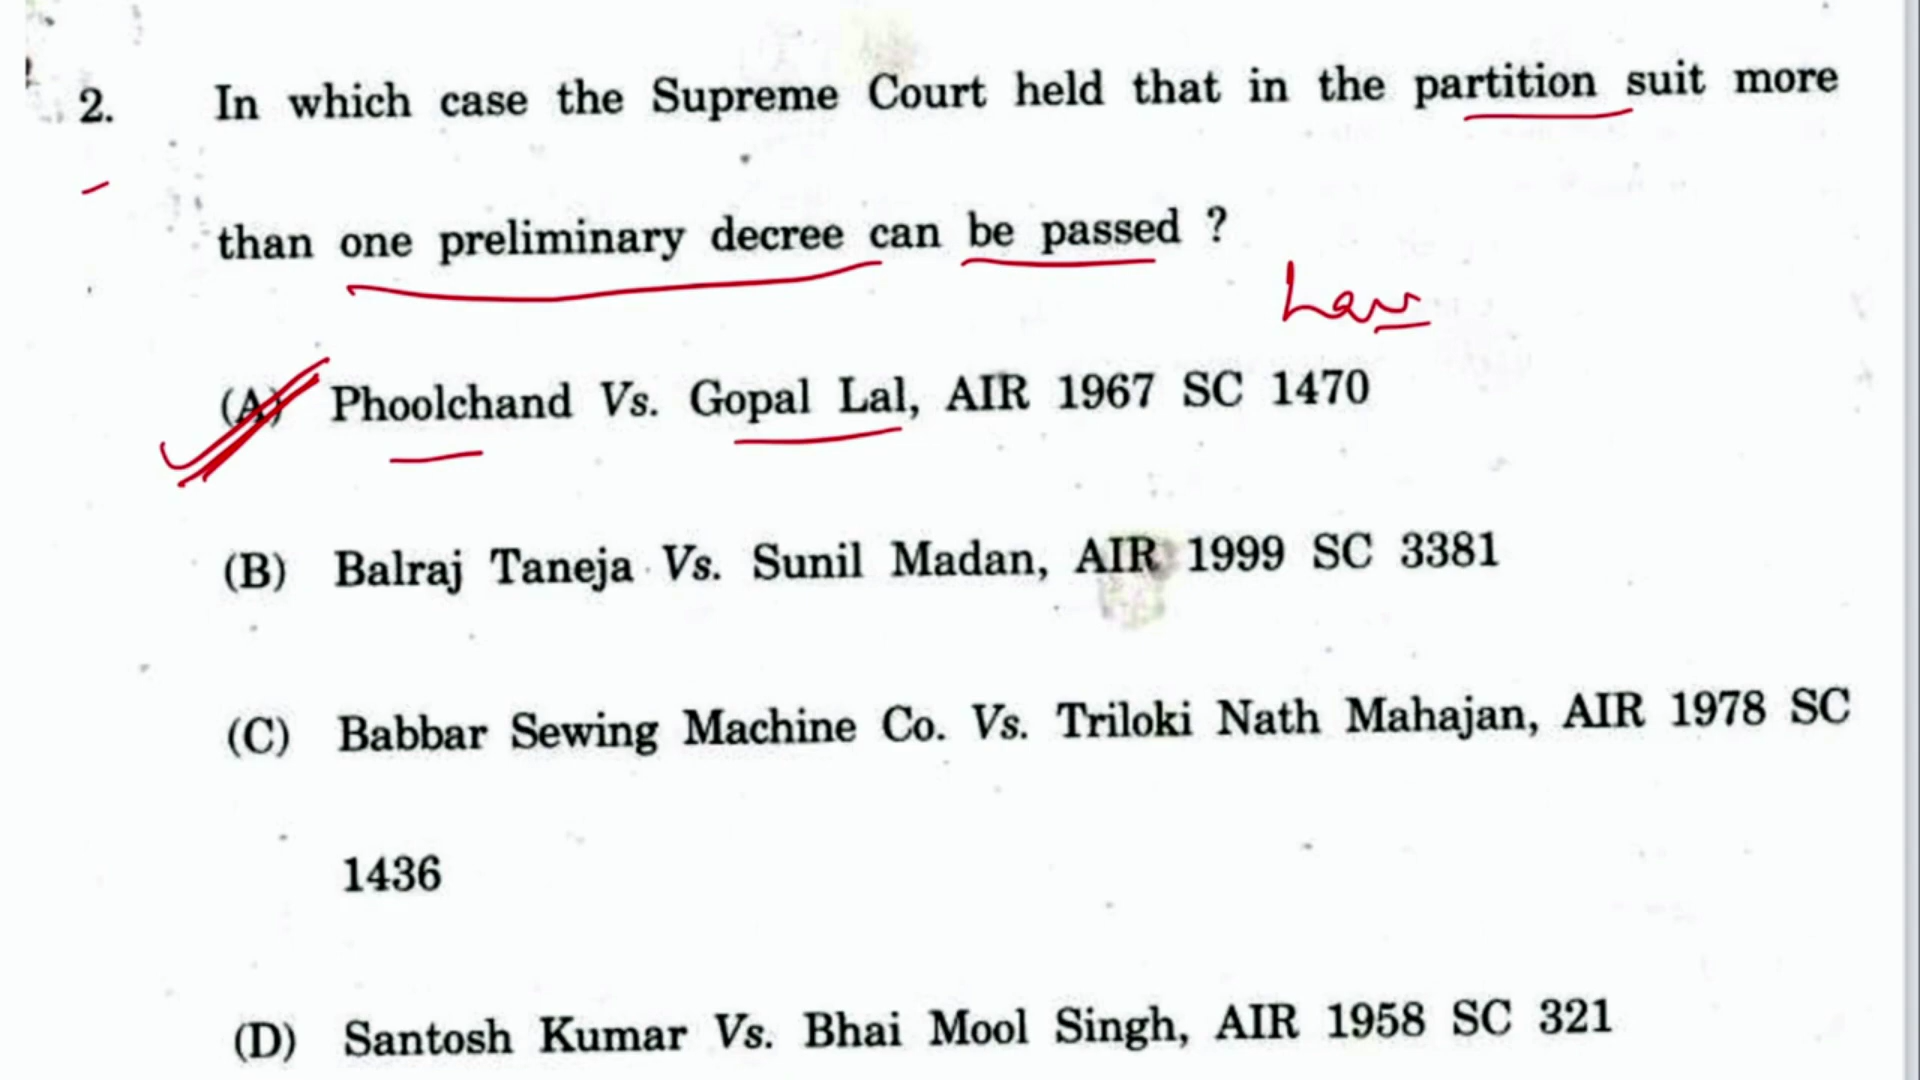 2. In which case the Supreme Court held that in the partition suit more
than one preliminary decree can be passed ?
Law
(A) Phoolchand Vs. Gopal Lal, AIR 1967 SC 1470
(B) Balraj Taneja Vs. Sunil Madan, AIR 1999 SC 3381
(C) Babbar Sewing Machine Co. Vs. Triloki Nath Mahajan, AIR 1978 SC
1436
(D) Santosh Kumar Vs. Bhai Mool Singh, AIR 1958 SC 321